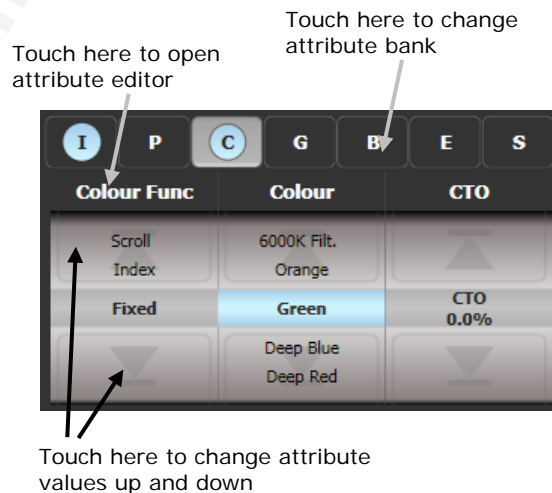 Touch here to change
attribute bank
Touch here to open
attribute editor
I P C G B E S
Colour Func Colour CTO
Scroll 6000K Filt.
Index Orange
Fixed Green CTO
0.0%
Deep Blue
Deep Red
Touch here to change attribute
values up and down